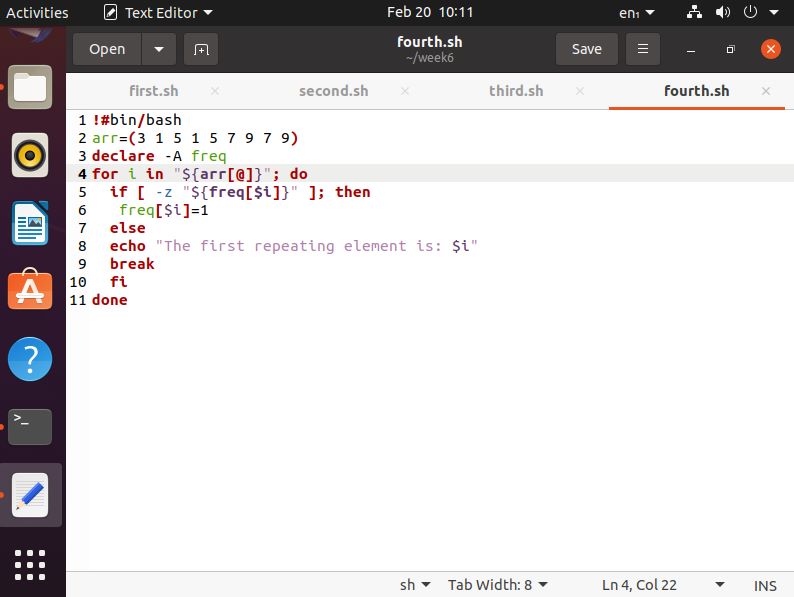 Activities Text Editor Feb 20 10:11 en₁
Open fourth.sh Save
~/week6
first.sh second.sh third.sh fourth.sh
1 !#bin/bash
2 arr=(3 1 5 1 5 7 9 7 9)
3 declare -A freq
4 for i in "${arr[@]}"; do
5   if [ -z "${freq[$i]}" ]; then
6    freq[$i]=1
7   else
8   echo "The first repeating element is: $i"
9   break
10   fi
11 done
sh Tab Width: 8 Ln 4, Col 22 INS